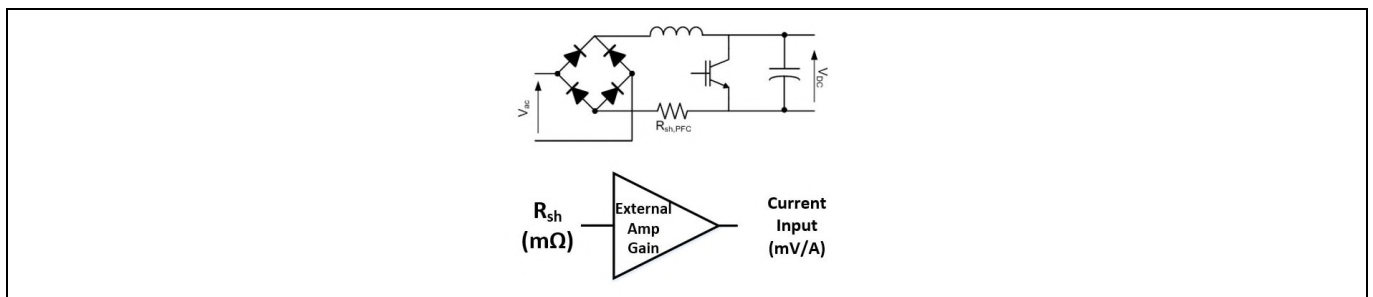 V_ac
V_DC
R_sh,PFC
R_sh
(mΩ)
External
Amp
Gain
Current
Input
(mV/A)